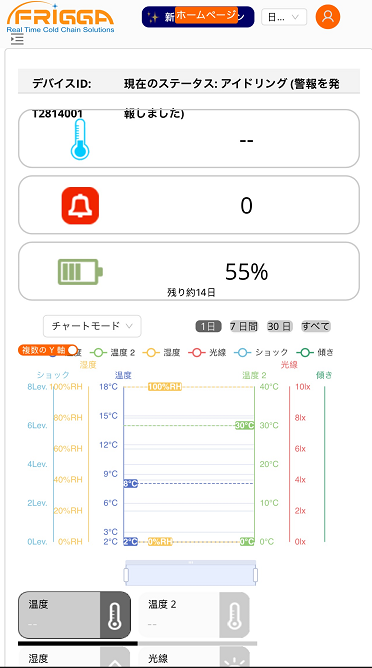 FRIGGA
Real Time Cold Chain Solutions
ホームページ
日...
デバイスID:
T2814001
現在のステータス: アイドリング (警報を発
報しました)
--
0
55%
残り約14日
チャートモード
1日 7 日間 30 日 すべて
複数の Y 軸
温度 2 湿度 光線 ショック 傾き
湿度 光線
ショック 温度 温度 2 傾き
8Lev. 100%RH 18°C 100%RH 40°C 10lx
80%RH 15°C 8lx
6Lev. 30°C 30°C
60%RH 12°C 6lx
4Lev. 9°C 20°C
40%RH 8°C 4lx
2Lev. 6°C 10°C
20%RH 2lx
3°C
0Lev. 0%RH 2°C 2°C 0%RH 0°C 0°C 0lx
温度
--
温度 2
--
湿度 光線